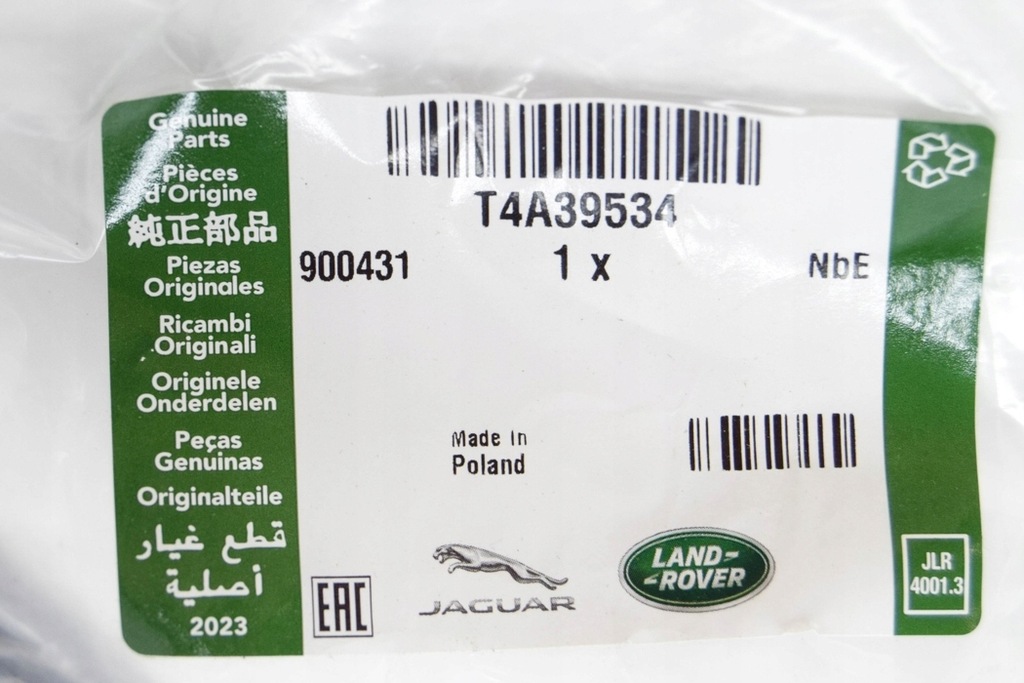 Genuine
Parts
Pièces
d'Origine
純正部品
Piezas
Originales
Ricambi
Originali
Originele
Onderdelen
Peças
Genuinas
Originalteile
قطع غيار
أصلية
2023
T4A39534
900431 1 x NbE
Made in
Poland
EAC
JAGUAR
LAND-
-ROVER
JLR
4001.3